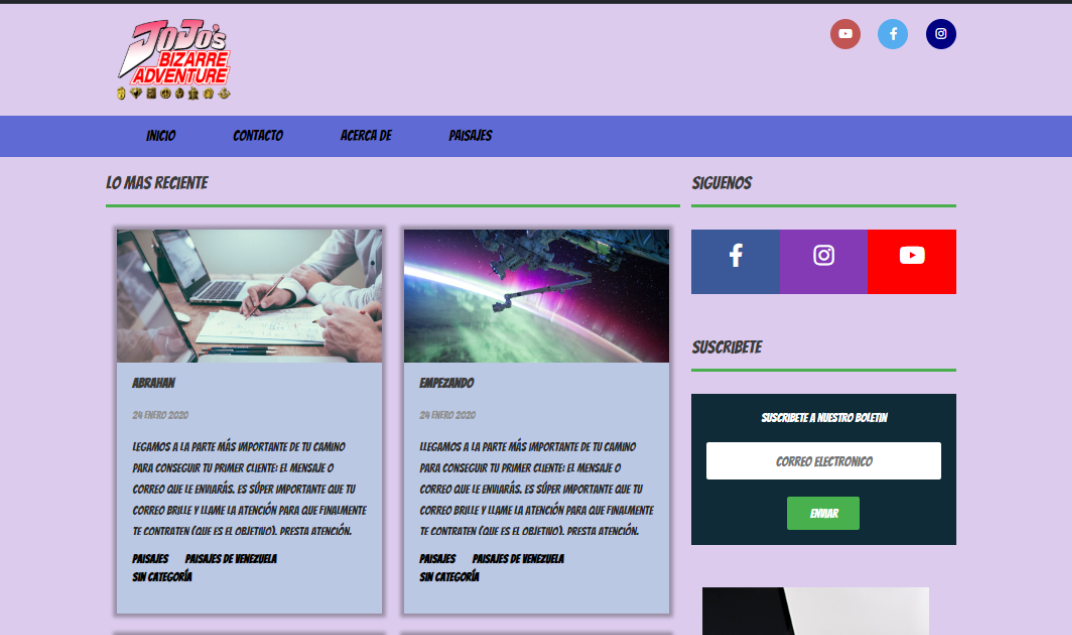 JOJO'S
BIZARRE
ADVENTURE
INICIO CONTACTO ACERCA DE PAISAJES
LO MAS RECIENTE
ABRAHAN
24 ENERO 2020
LEGAMOS A LA PARTE MÁS IMPORTANTE DE TU CAMINO
PARA CONSEGUIR TU PRIMER CLIENTE: EL MENSAJE O
CORREO QUE LE ENVIARÁS. ES SÚPER IMPORTANTE QUE TU
CORREO BRILLE Y LLAME LA ATENCIÓN PARA QUE FINALMENTE
TE CONTRATEN (QUE ES EL OBJETIVO). PRESTA ATENCIÓN.
PAISAJES PAISAJES DE VENEZUELA
SIN CATEGORÍA
EMPEZANDO
24 ENERO 2020
LLEGAMOS A LA PARTE MÁS IMPORTANTE DE TU CAMINO
PARA CONSEGUIR TU PRIMER CLIENTE: EL MENSAJE O
CORREO QUE LE ENVIARÁS. ES SÚPER IMPORTANTE QUE TU
CORREO BRILLE Y LLAME LA ATENCIÓN PARA QUE FINALMENTE
TE CONTRATEN (QUE ES EL OBJETIVO). PRESTA ATENCIÓN.
PAISAJES PAISAJES DE VENEZUELA
SIN CATEGORÍA
SIGUENOS
SUSCRIBETE
SUSCRIBETE A NUESTRO BOLETIN
CORREO ELECTRONICO
ENVIAR